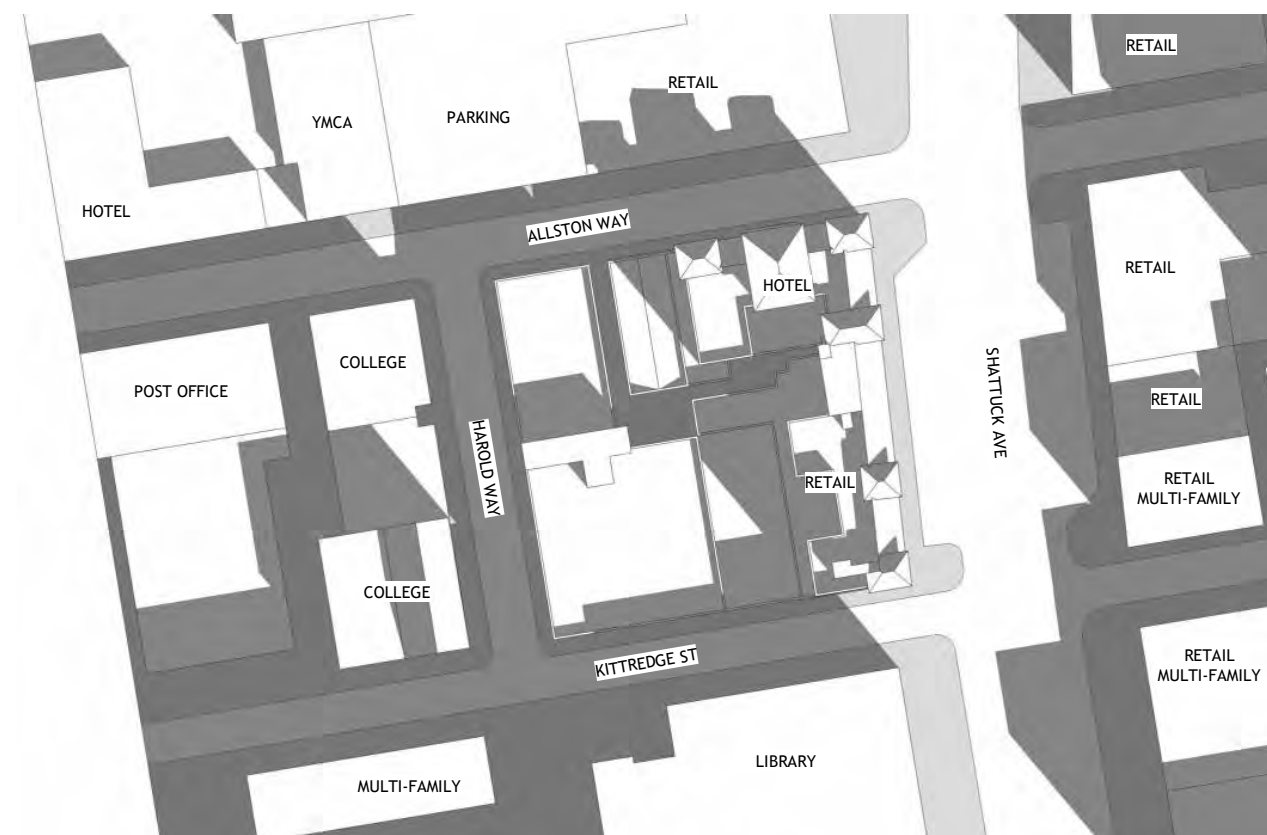 RETAIL
RETAIL
YMCA
PARKING
HOTEL
ALLSTON WAY
HOTEL
RETAIL
POST OFFICE
COLLEGE
SHATTUCK AVE
RETAIL
HAROLD WAY
RETAIL
RETAIL
MULTI-FAMILY
COLLEGE
KITTREDGE ST
RETAIL
MULTI-FAMILY
LIBRARY
MULTI-FAMILY